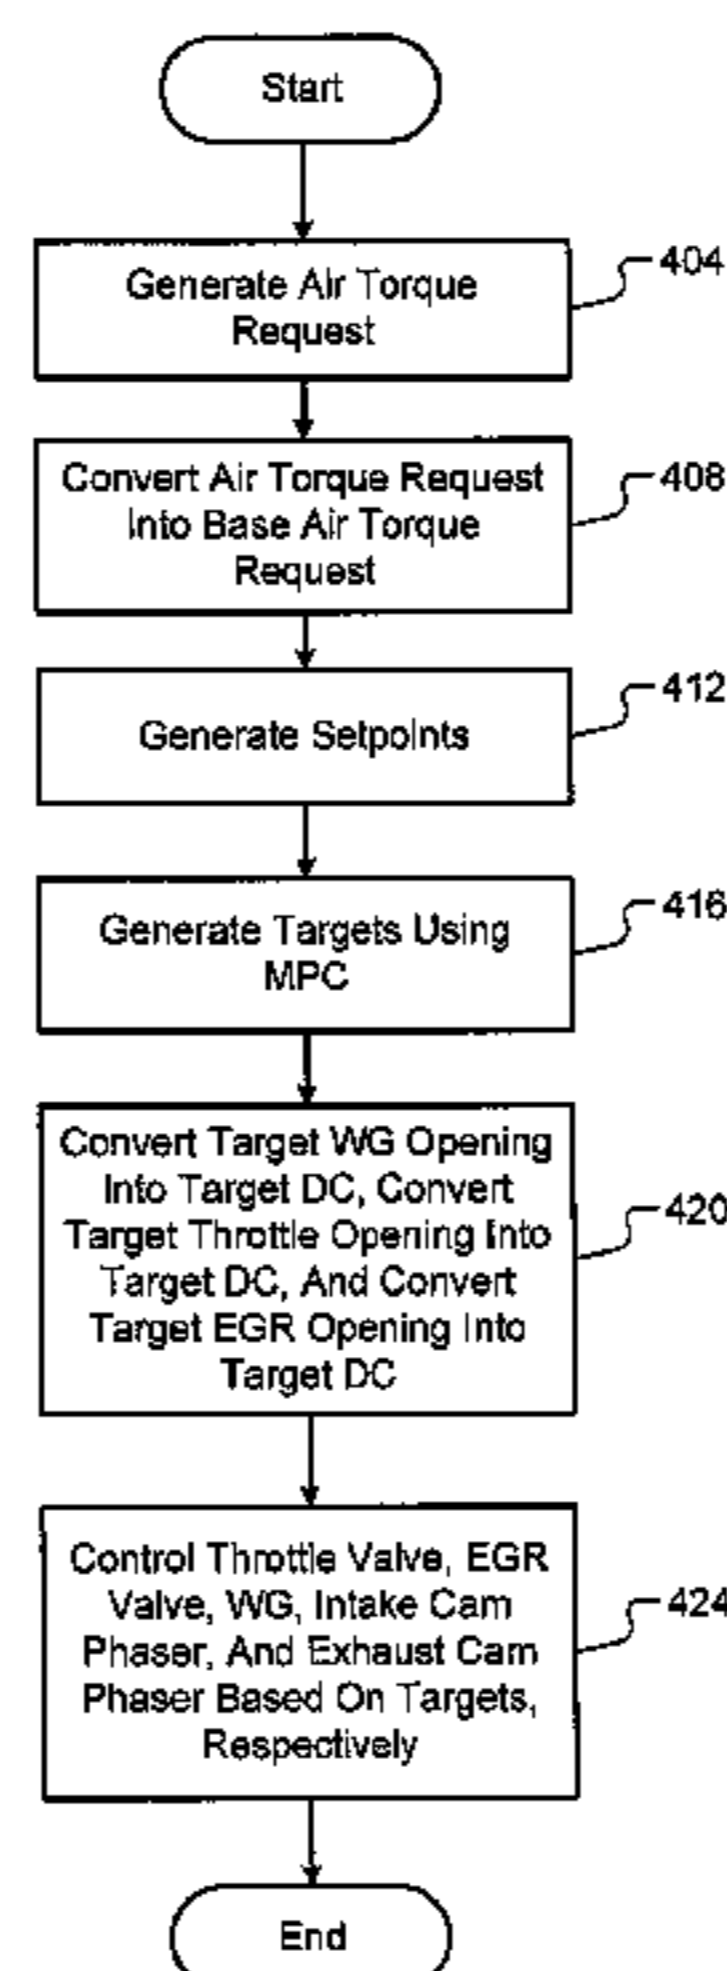 Start
Generate Air Torque
Request
404
Convert Air Torque Request
Into Base Air Torque
Request
408
Generate Setpoints
412
Generate Targets Using
MPC
416
Convert Target WG Opening
Into Target DC, Convert
Target Throttle Opening Into
Target DC, And Convert
Target EGR Opening Into
Target DC
420
Control Throttle Valve, EGR
Valve, WG, Intake Cam
Phaser, And Exhaust Cam
Phaser Based On Targets,
Respectively
424
End